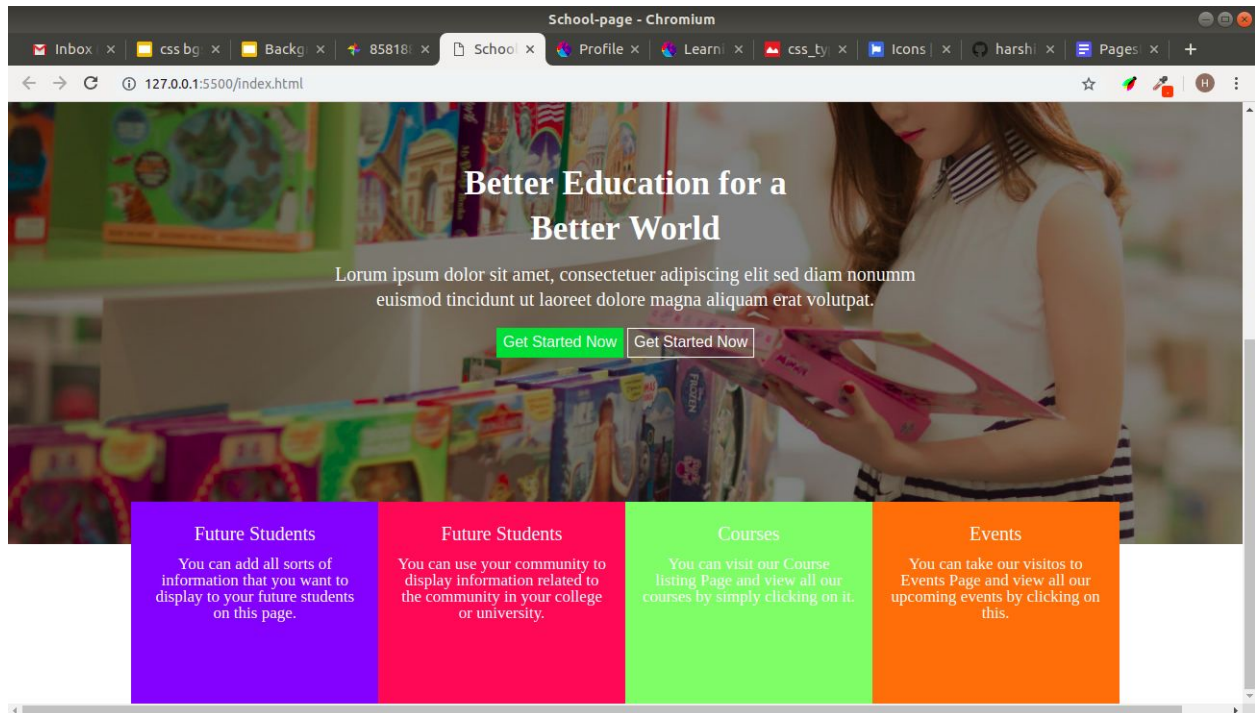 School-page - Chromium
Inbox
css bg
Backg
85818
School
Profile
Learni
css_ty
Icons
harshl
Pages
127.0.0.1:5500/index.html
H
Better Education for a
Better World
Lorum ipsum dolor sit amet, consectetuer adipiscing elit sed diam nonumm
euismod tincidunt ut laoreet dolore magna aliquam erat volutpat.
Get Started Now Get Started Now
FROZEN
Future Students
You can add all sorts of
information that you want to
display to your future students
on this page.
Future Students
You can use your community to
display information related to
the community in your college
or university.
Courses
You can visit our Course
listing Page and view all our
courses by simply clicking on it.
Events
You can take our visitos to
Events Page and view all our
upcoming events by clicking on
this.